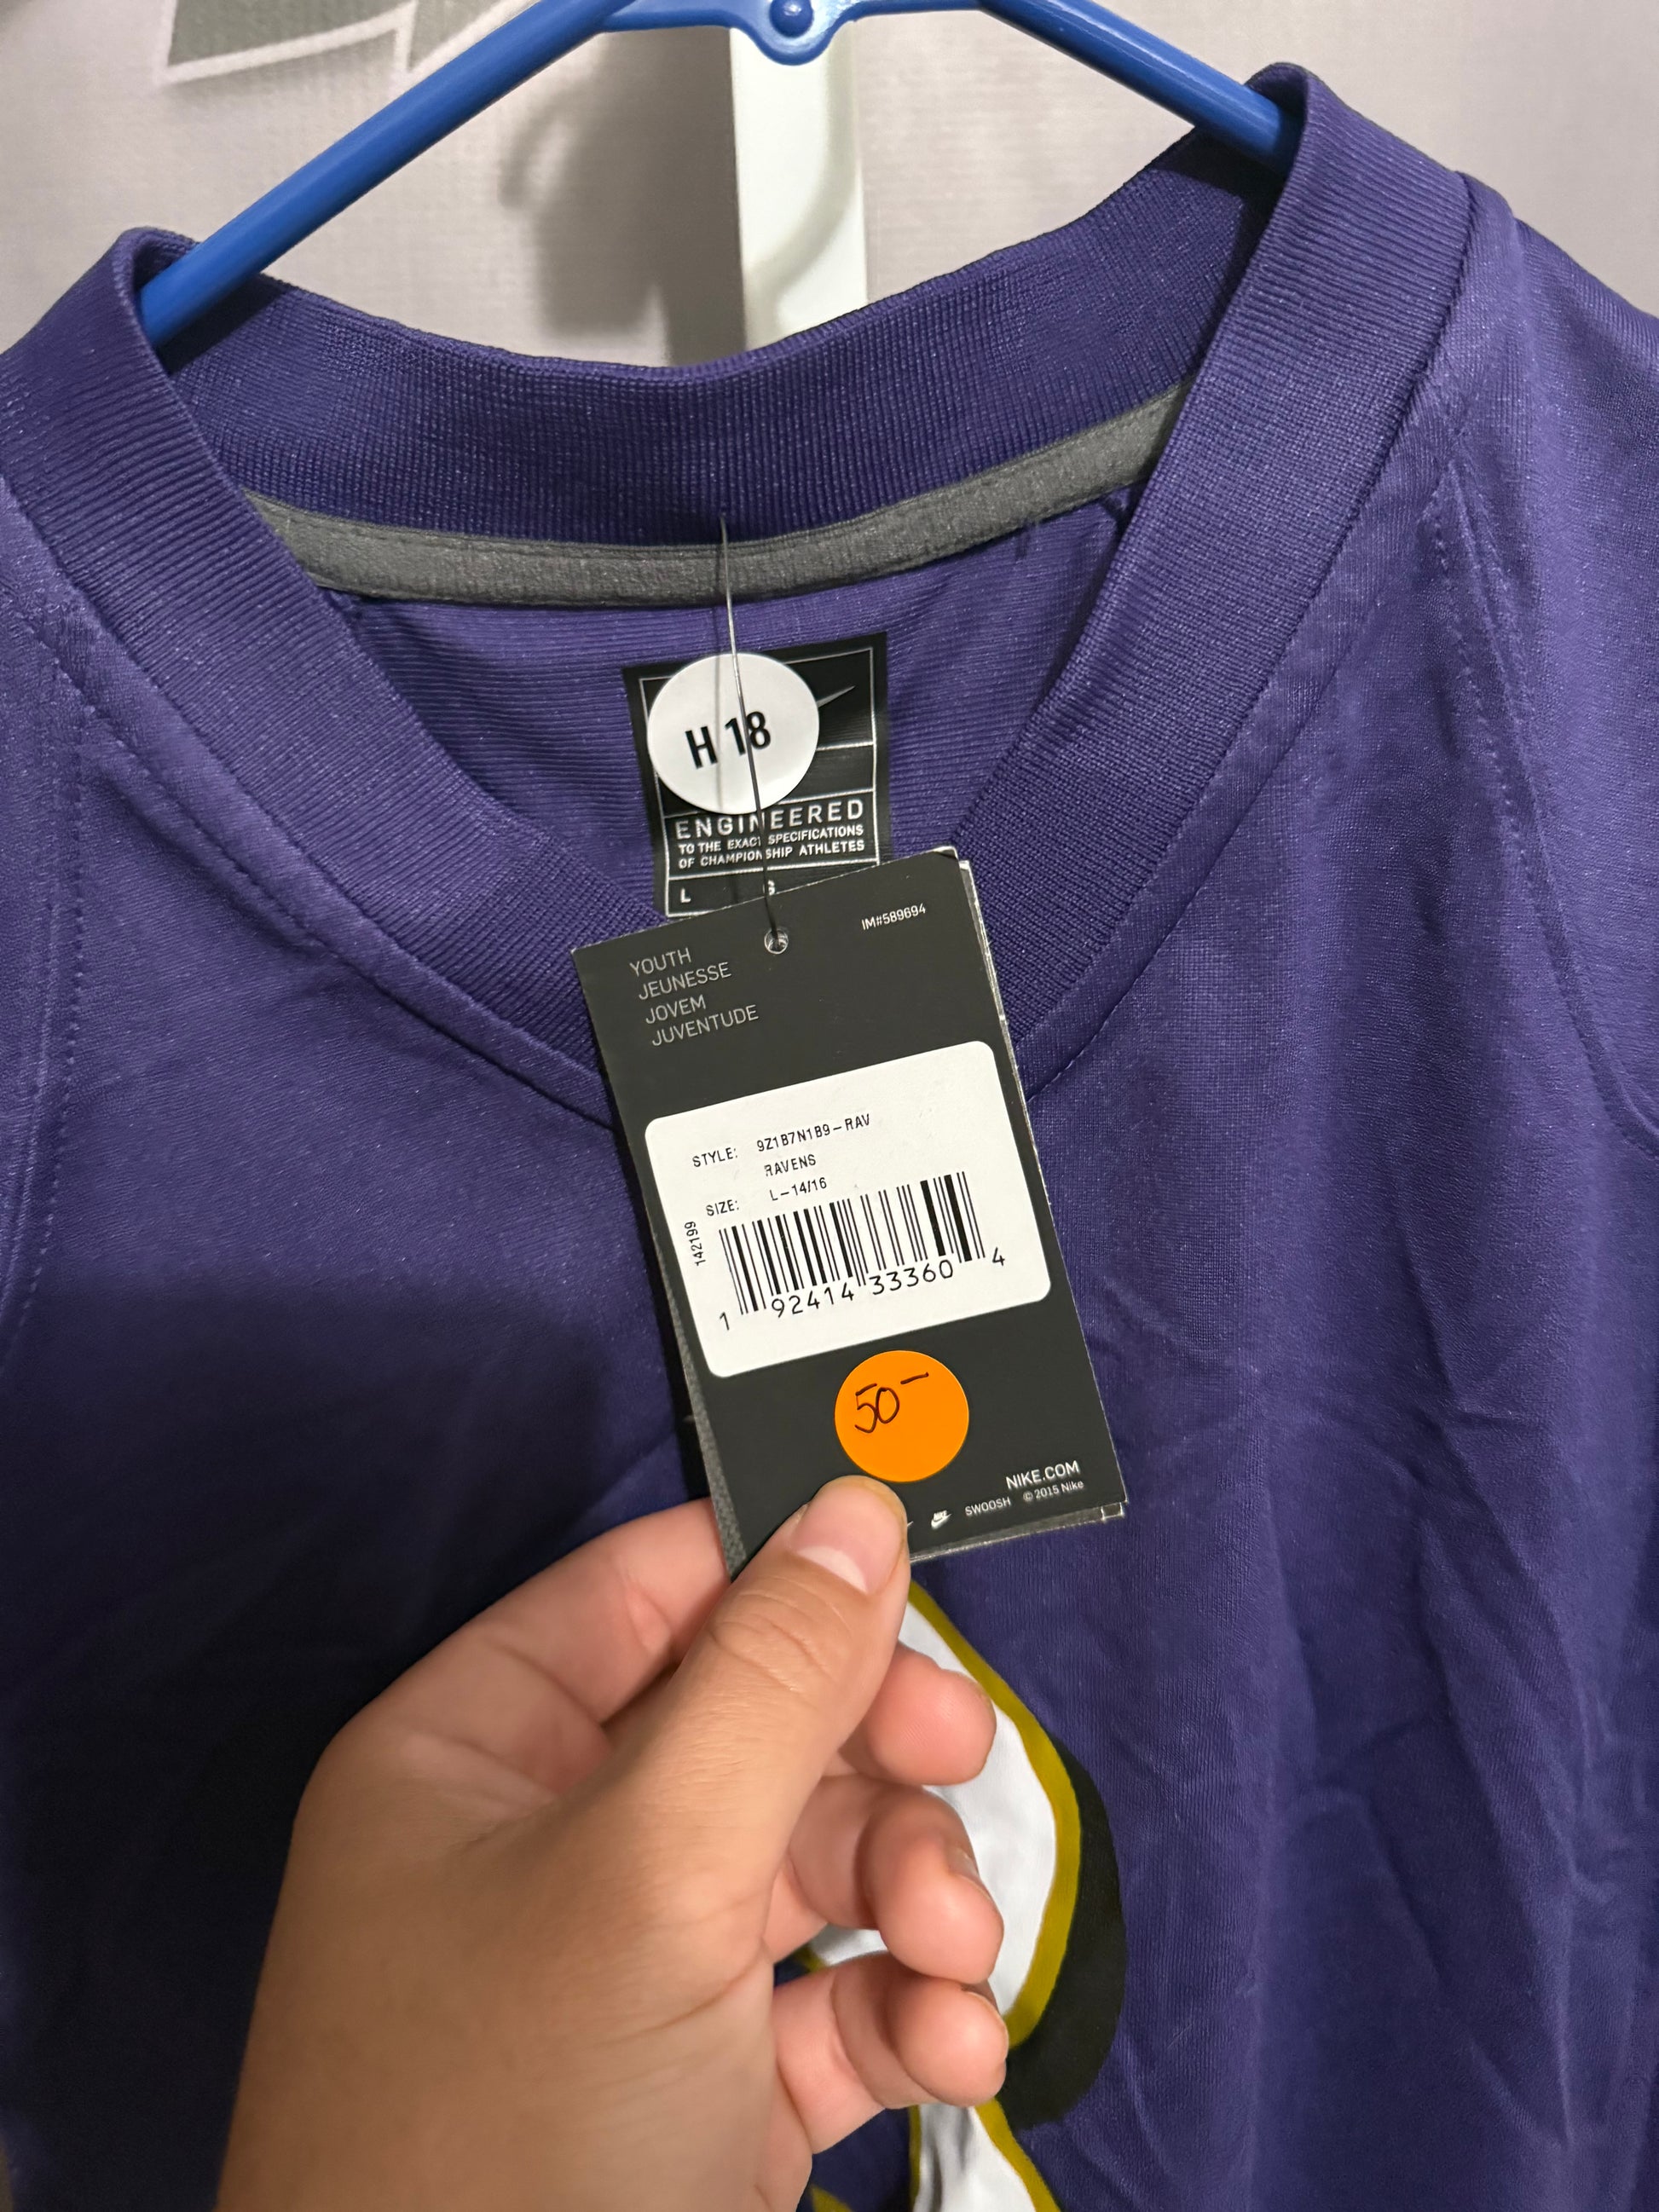 H 18
ENGINEERED
TO THE EXACT SPECIFICATIONS
OF CHAMPIONSHIP ATHLETES
L G
IM#589694
YOUTH
JEUNESSE
JOVEM
JUVENTUDE
STYLE: 9Z1B7N1B9-RAV
RAVENS
SIZE: L-14/16
142199
1 92414 33360 4
50-
NIKE.COM
SWOOSH © 2015 Nike